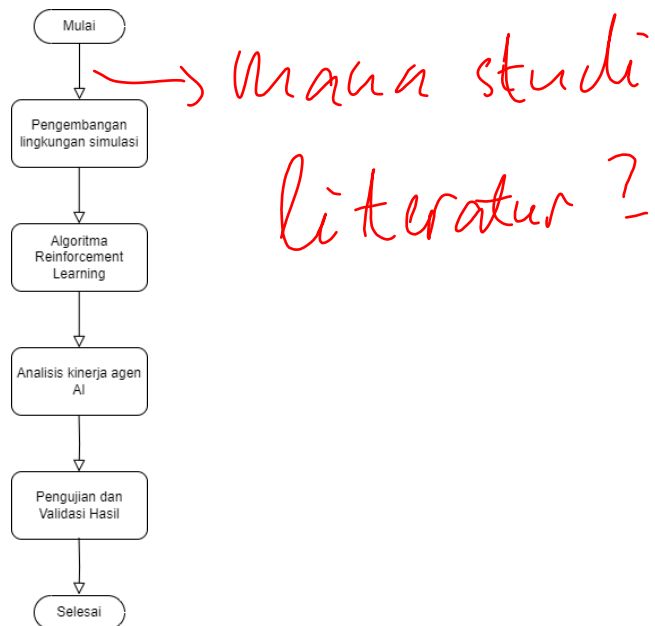 Mulai
mana studi
literatur ?
Pengembangan
lingkungan simulasi
Algoritma
Reinforcement
Learning
Analisis kinerja agen
AI
Pengujian dan
Validasi Hasil
Selesai